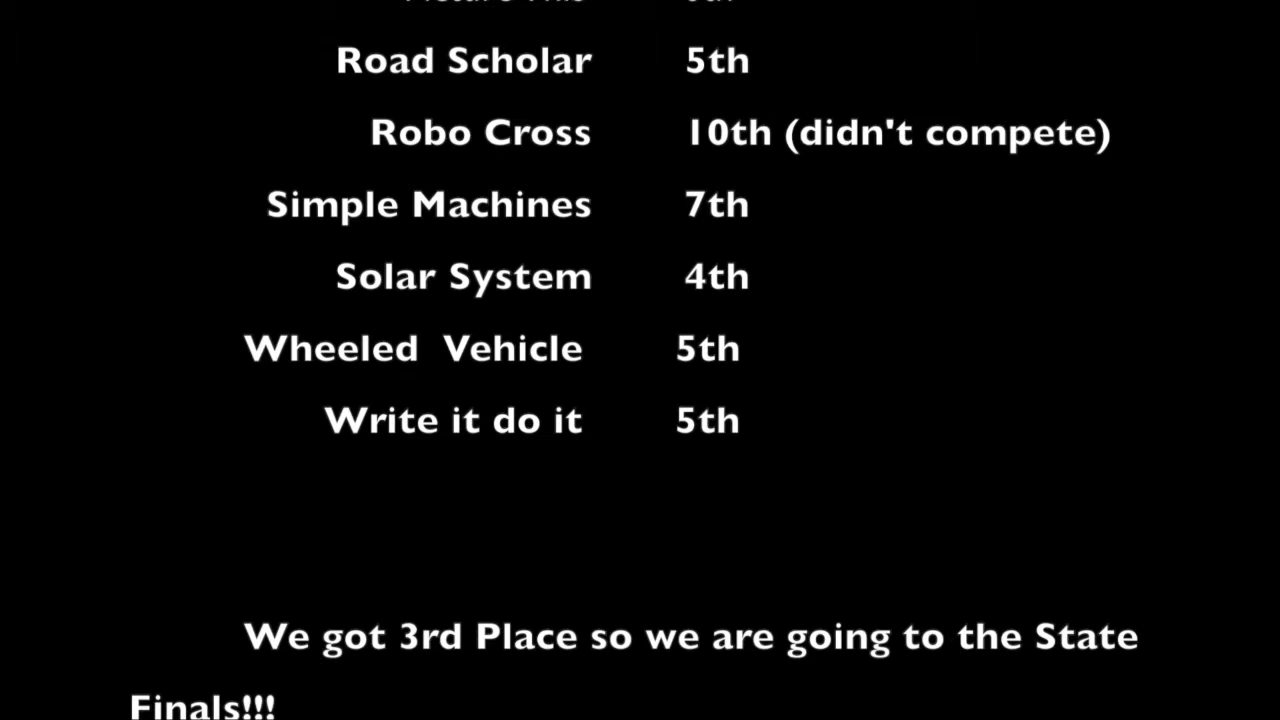 Road Scholar 5th
Robo Cross 10th (didn't compete)
Simple Machines 7th
Solar System 4th
Wheeled Vehicle 5th
Write it do it 5th
We got 3rd Place so we are going to the State
Finals!!!